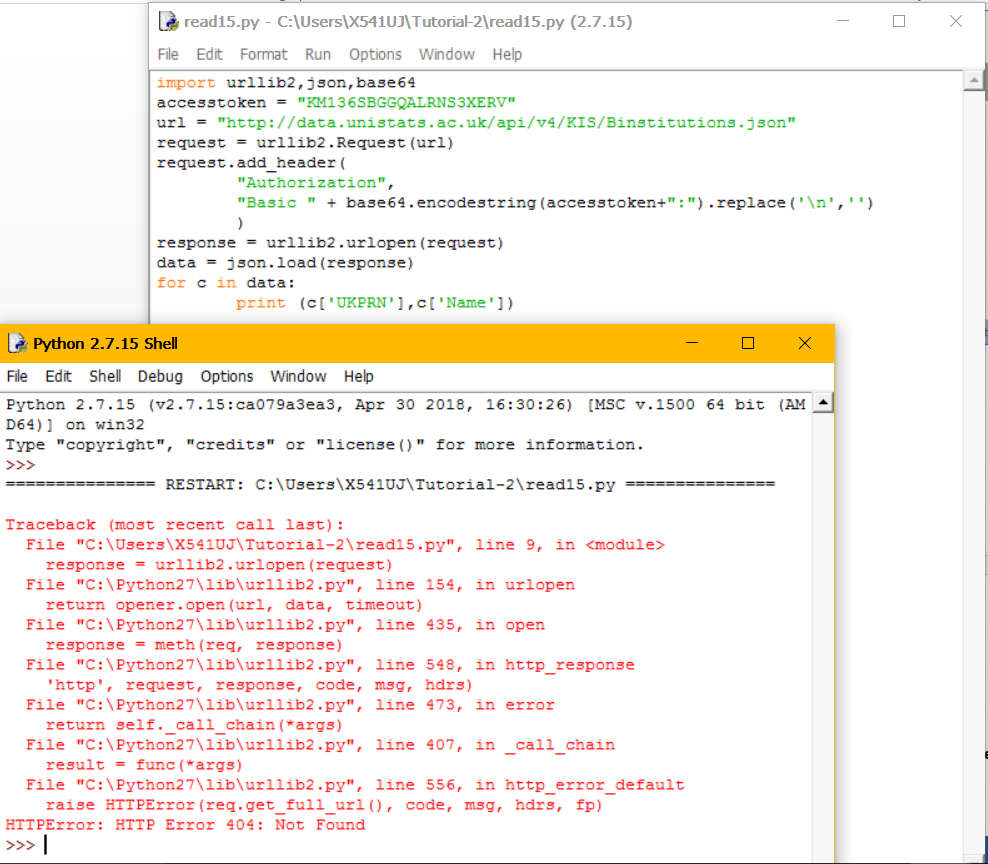 read15.py - C:\Users\X541UJ\Tutorial-2\read15.py (2.7.15)
File Edit Format Run Options Window Help
import urllib2,json,base64
accesstoken = "KM136SBGGQALRNS3XERV"
url = "http://data.unistats.ac.uk/api/v4/KIS/Binstitutions.json"
request = urllib2.Request(url)
request.add_header(
        "Authorization",
        "Basic " + base64.encodestring(accesstoken+":").replace('\n','')
        )
response = urllib2.urlopen(request)
data = json.load(response)
for c in data:
        print (c['UKPRN'],c['Name'])
Python 2.7.15 Shell
File Edit Shell Debug Options Window Help
Python 2.7.15 (v2.7.15:ca079a3ea3, Apr 30 2018, 16:30:26) [MSC v.1500 64 bit (AM
D64)] on win32
Type "copyright", "credits" or "license()" for more information.
>>>
=============== RESTART: C:\Users\X541UJ\Tutorial-2\read15.py ===============
Traceback (most recent call last):
  File "C:\Users\X541UJ\Tutorial-2\read15.py", line 9, in <module>
    response = urllib2.urlopen(request)
  File "C:\Python27\lib\urllib2.py", line 154, in urlopen
    return opener.open(url, data, timeout)
  File "C:\Python27\lib\urllib2.py", line 435, in open
    response = meth(req, response)
  File "C:\Python27\lib\urllib2.py", line 548, in http_response
    'http', request, response, code, msg, hdrs)
  File "C:\Python27\lib\urllib2.py", line 473, in error
    return self._call_chain(*args)
  File "C:\Python27\lib\urllib2.py", line 407, in _call_chain
    result = func(*args)
  File "C:\Python27\lib\urllib2.py", line 556, in http_error_default
    raise HTTPError(req.get_full_url(), code, msg, hdrs, fp)
HTTPError: HTTP Error 404: Not Found
>>>